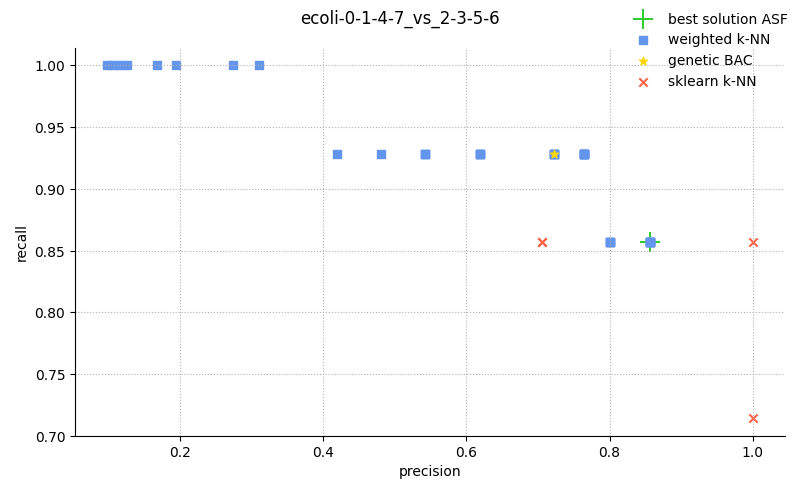 ecoli-0-1-4-7_vs_2-3-5-6
best solution ASF
weighted k-NN
genetic BAC
sklearn k-NN
1.00
0.95
0.90
0.85
0.80
0.75
0.70
recall
0.2 0.4 0.6 0.8 1.0
precision